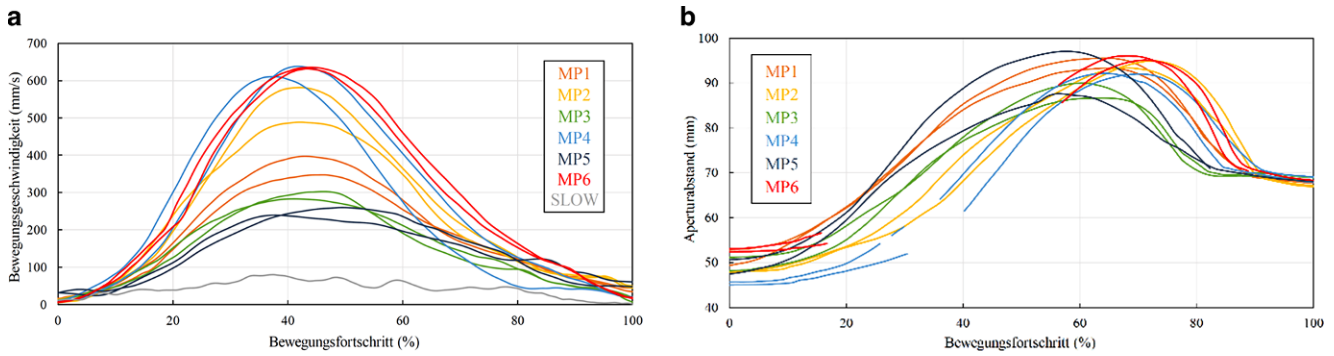 a
Bewegungsgeschwindigkeit (mm/s)
700
600
500
400
300
200
100
0
0 20 40 60 80 100
Bewegungsfortschritt (%)
MP1
MP2
MP3
MP4
MP5
MP6
SLOW
b
Aperturabstand (mm)
100
90
80
70
60
50
40
0 20 40 60 80 100
Bewegungsfortschritt (%)
MP1
MP2
MP3
MP4
MP5
MP6